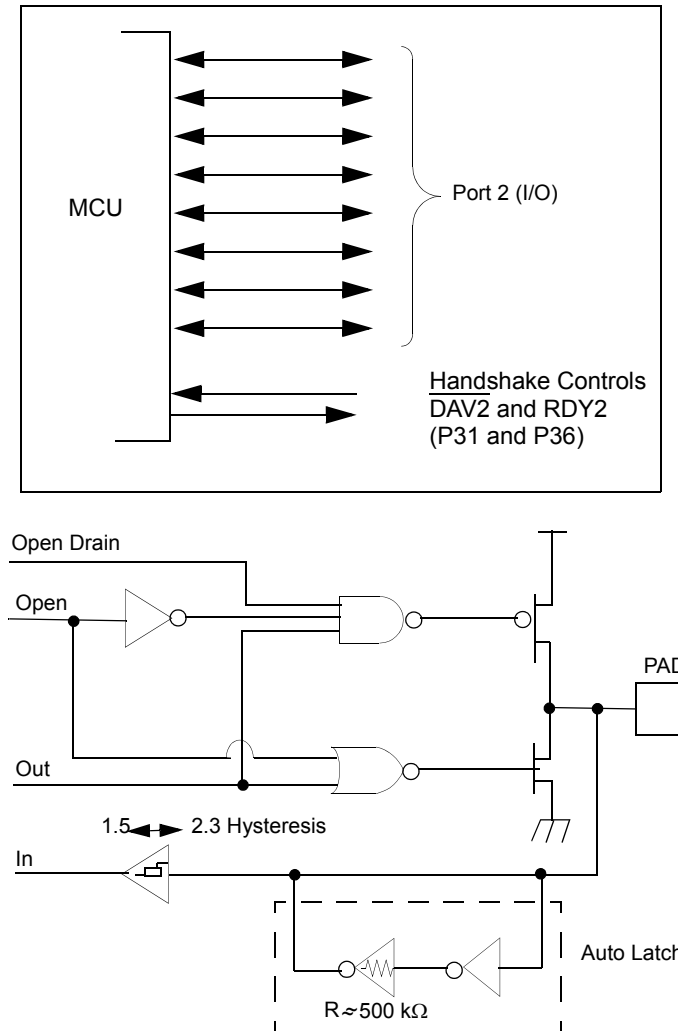 MCU
Port 2 (I/O)
Handshake Controls
DAV2 and RDY2
(P31 and P36)
Open Drain
Open
PAD
Out
1.5 2.3 Hysteresis
In
Auto Latch
R ≈ 500 kΩ